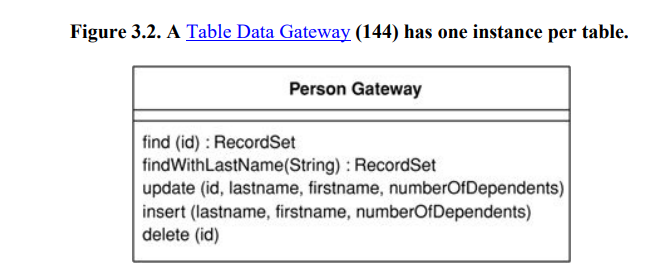 Figure 3.2. A Table Data Gateway (144) has one instance per table.
Person Gateway
find (id) : RecordSet
findWithLastName(String) : RecordSet
update (id, lastname, firstname, numberOfDependents)
insert (lastname, firstname, numberOfDependents)
delete (id)